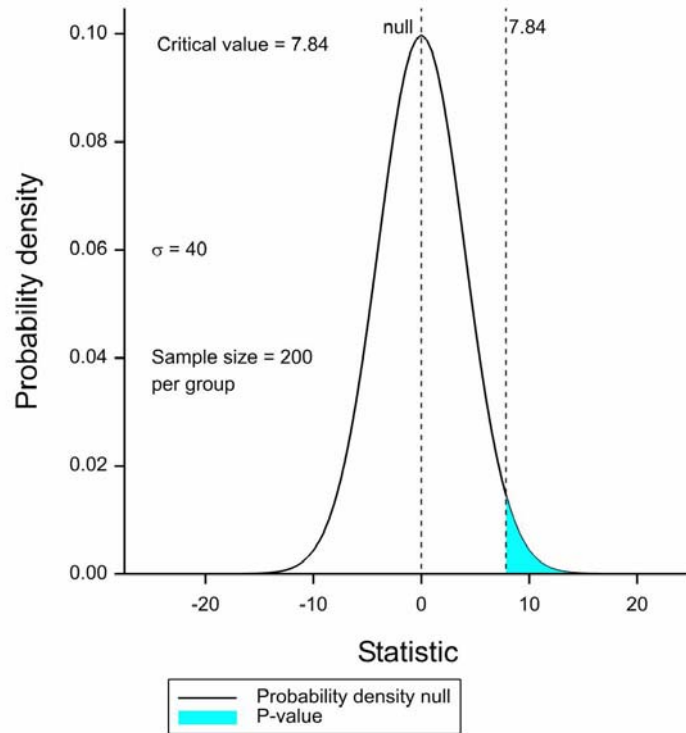 0.10
0.08
0.06
0.04
0.02
0.00
Probability density
Critical value = 7.84
null
7.84
σ = 40
Sample size = 200
per group
-20
-10
0
10
20
Statistic
Probability density null
P-value